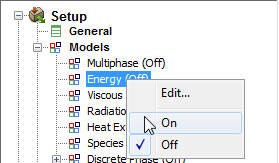 Setup
General
Models
Multiphase (Off)
Energy (Off)
Viscous
Edit...
Radiatio
On
Heat Ex
Species
Off
Discrete Phase (Off)